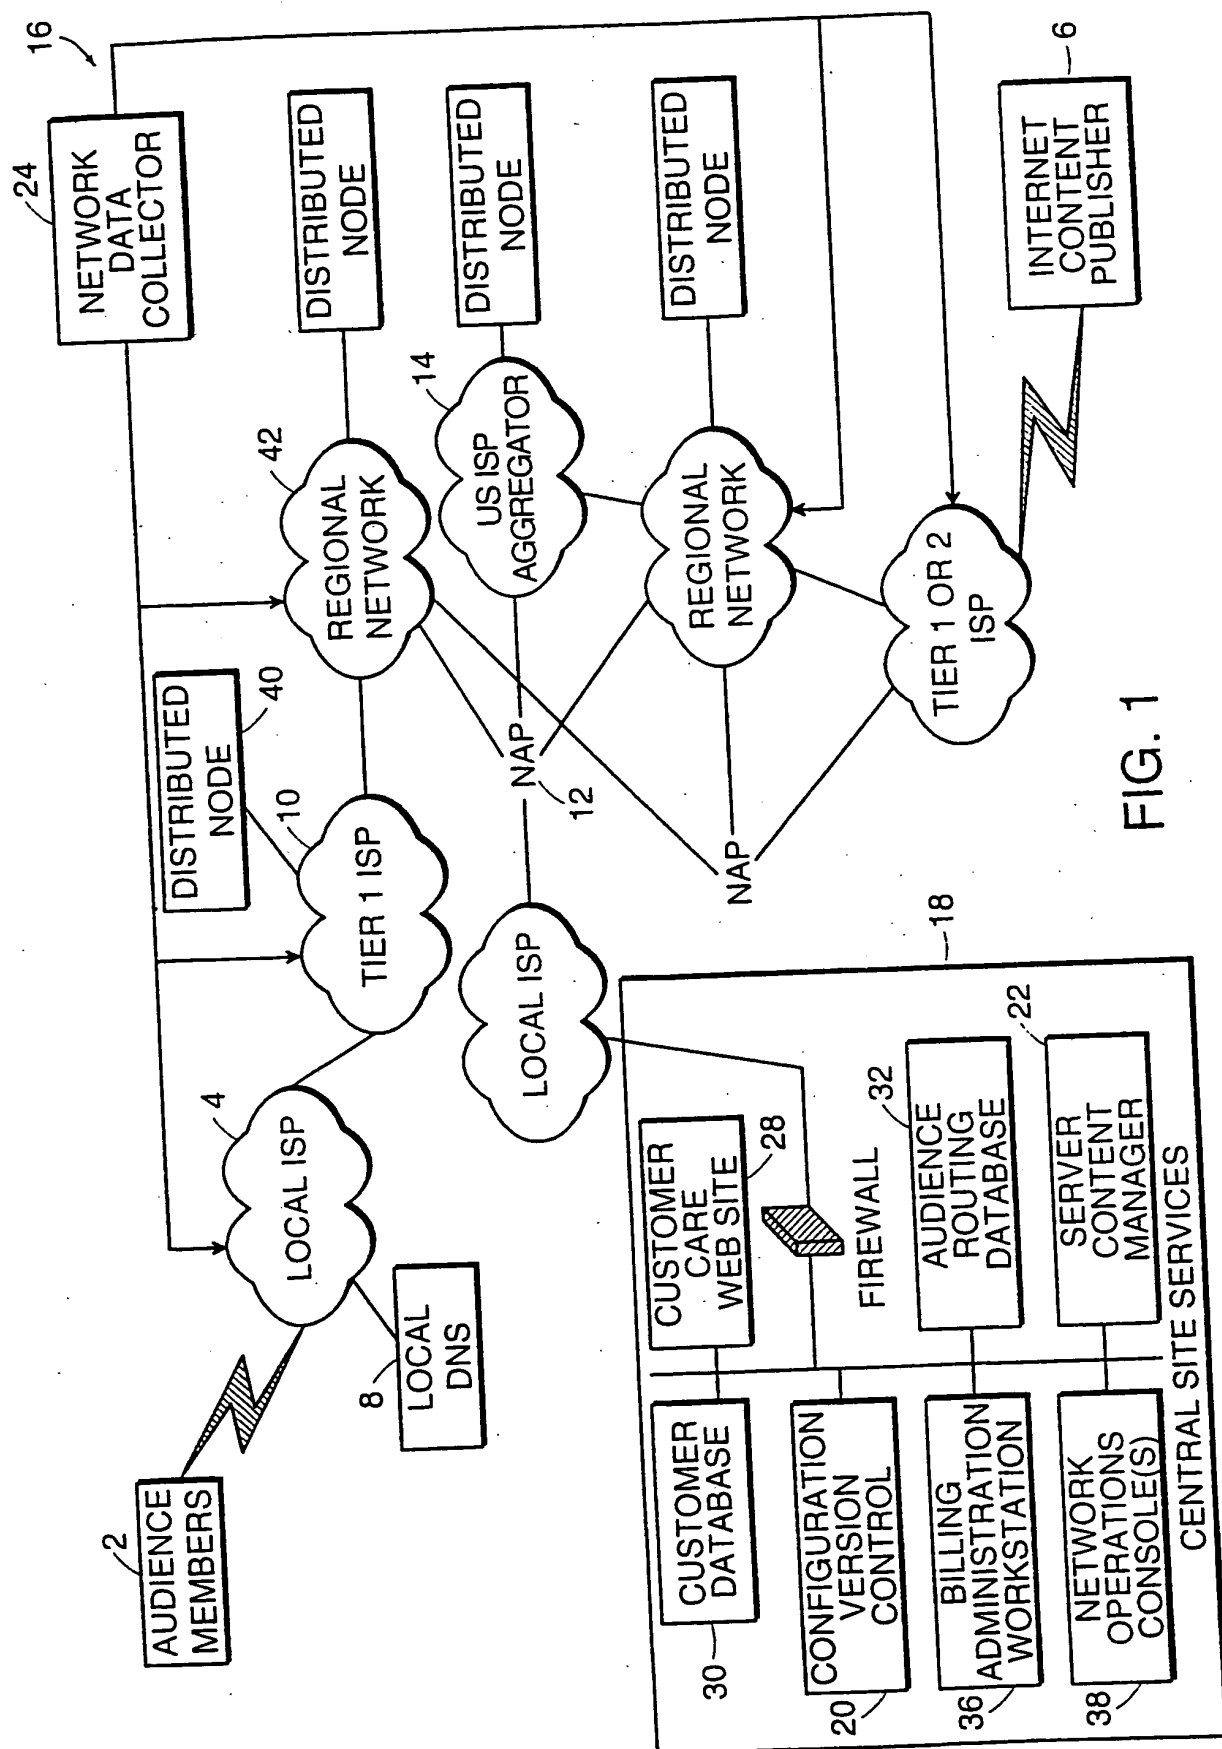 16
24
NETWORK
DATA
COLLECTOR
DISTRIBUTED
NODE
DISTRIBUTED
NODE
DISTRIBUTED
NODE
6
INTERNET
CONTENT
PUBLISHER
42
REGIONAL
NETWORK
14
US ISP
AGGREGATOR
REGIONAL
NETWORK
TIER 1 OR 2
ISP
DISTRIBUTED
NODE
40
10
TIER 1 ISP
NAP
12
NAP
LOCAL ISP
4
LOCAL ISP
8
LOCAL
DNS
2
AUDIENCE
MEMBERS
18
CUSTOMER
CARE
WEB SITE
28
FIREWALL
32
AUDIENCE
ROUTING
DATABASE
22
SERVER
CONTENT
MANAGER
CUSTOMER
DATABASE
30
CONFIGURATION
VERSION
CONTROL
20
BILLING
ADMINISTRATION
WORKSTATION
36
NETWORK
OPERATIONS
CONSOLE(S)
38
CENTRAL SITE SERVICES
FIG. 1